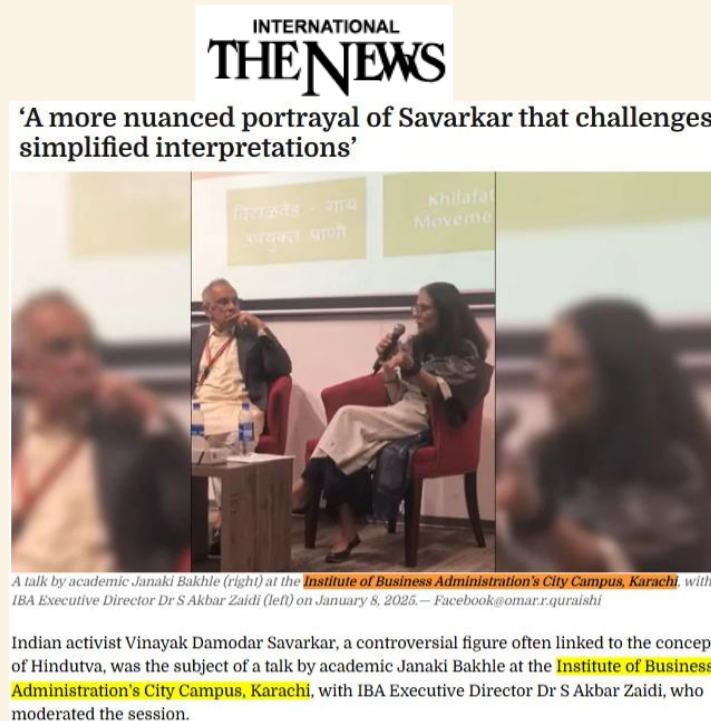 INTERNATIONAL
THE NEWS
‘A more nuanced portrayal of Savarkar that challenges
simplified interpretations’
विटाळवेड - गाय
उपयुक्त प्राणी
Khilafat
Moveme
A talk by academic Janaki Bakhle (right) at the Institute of Business Administration's City Campus, Karachi, with
IBA Executive Director Dr S Akbar Zaidi (left) on January 8, 2025.— Facebook@omar.r.quraishi
Indian activist Vinayak Damodar Savarkar, a controversial figure often linked to the concep
of Hindutva, was the subject of a talk by academic Janaki Bakhle at the Institute of Business
Administration's City Campus, Karachi, with IBA Executive Director Dr S Akbar Zaidi, who
moderated the session.